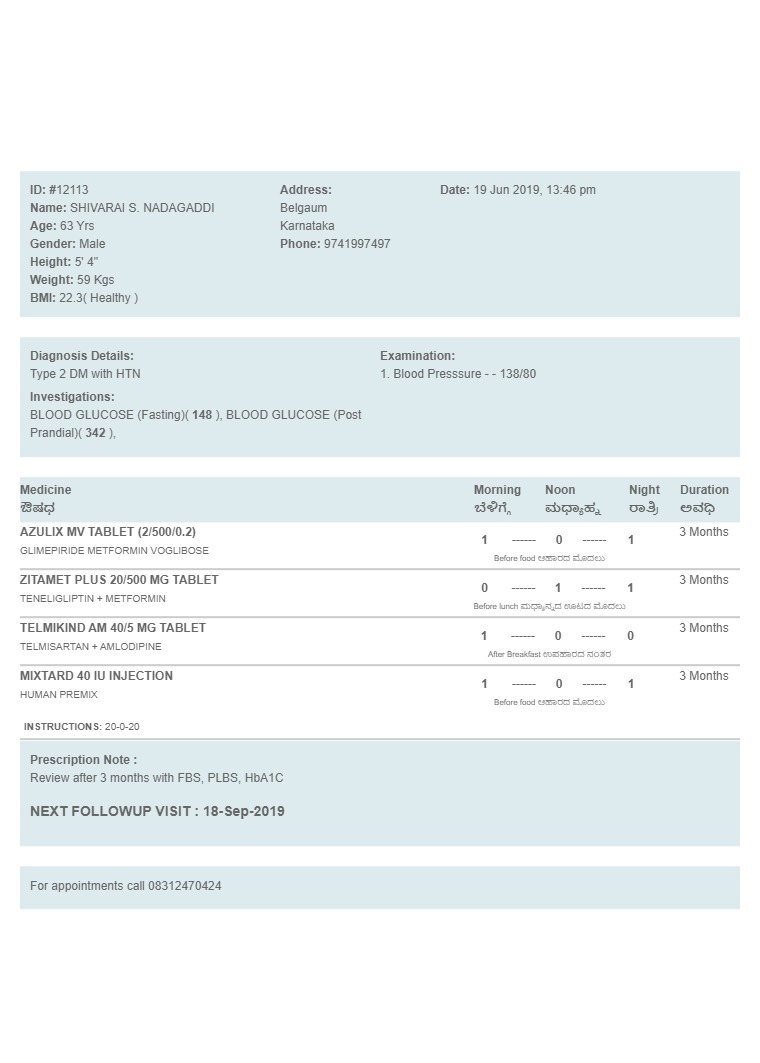 ID: #12113
Name: SHIVARAI S. NADAGADDI
Age: 63 Yrs
Gender: Male
Height: 5' 4"
Weight: 59 Kgs
BMI: 22.3( Healthy )
Address:
Belgaum
Karnataka
Phone: 9741997497
Date: 19 Jun 2019, 13:46 pm
Diagnosis Details:
Type 2 DM with HTN
Investigations:
BLOOD GLUCOSE (Fasting)( 148 ), BLOOD GLUCOSE (Post
Prandial)( 342 ),
Examination:
1. Blood Presssure - - 138/80
Medicine Morning Noon Night Duration
ಔಷಧ ಬೆಳಿಗ್ಗೆ ಮಧ್ಯಾಹ್ನ ರಾತ್ರಿ ಅವಧಿ
AZULIX MV TABLET (2/500/0.2) 1 ------ 0 ------ 1 3 Months
GLIMEPIRIDE METFORMIN VOGLIBOSE
Before food ಆಹಾರದ ಮೊದಲು
ZITAMET PLUS 20/500 MG TABLET 0 ------ 1 ------ 1 3 Months
TENELIGLIPTIN + METFORMIN
Before lunch ಮಧ್ಯಾನ್ನದ ಊಟದ ಮೊದಲು
TELMIKIND AM 40/5 MG TABLET 1 ------ 0 ------ 0 3 Months
TELMISARTAN + AMLODIPINE
After Breakfast ಉಪಹಾರದ ನಂತರ
MIXTARD 40 IU INJECTION 1 ------ 0 ------ 1 3 Months
HUMAN PREMIX
Before food ಆಹಾರದ ಮೊದಲು
INSTRUCTIONS: 20-0-20
Prescription Note :
Review after 3 months with FBS, PLBS, HbA1C
NEXT FOLLOWUP VISIT : 18-Sep-2019
For appointments call 08312470424